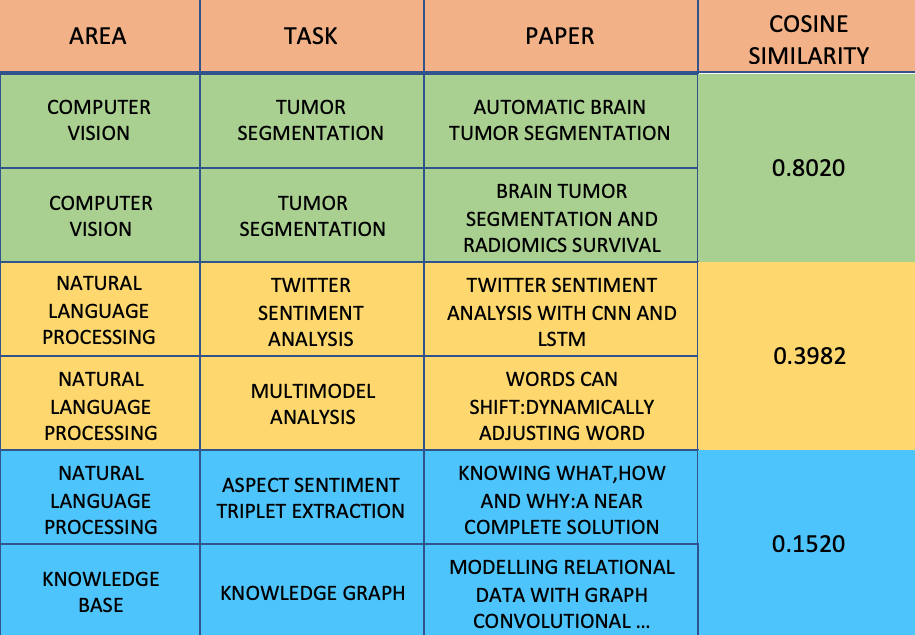 AREA
TASK
PAPER
COSINE
SIMILARITY
COMPUTER
VISION
TUMOR
SEGMENTATION
AUTOMATIC BRAIN
TUMOR SEGMENTATION
0.8020
COMPUTER
VISION
TUMOR
SEGMENTATION
BRAIN TUMOR
SEGMENTATION AND
RADIOMICS SURVIVAL
NATURAL
LANGUAGE
PROCESSING
TWITTER
SENTIMENT
ANALYSIS
TWITTER SENTIMENT
ANALYSIS WITH CNN AND
LSTM
0.3982
NATURAL
LANGUAGE
PROCESSING
MULTIMODEL
ANALYSIS
WORDS CAN
SHIFT:DYNAMICALLY
ADJUSTING WORD
NATURAL
LANGUAGE
PROCESSING
ASPECT SENTIMENT
TRIPLET EXTRACTION
KNOWING WHAT,HOW
AND WHY:A NEAR
COMPLETE SOLUTION
0.1520
KNOWLEDGE
BASE
KNOWLEDGE GRAPH
MODELLING RELATIONAL
DATA WITH GRAPH
CONVOLUTIONAL ...